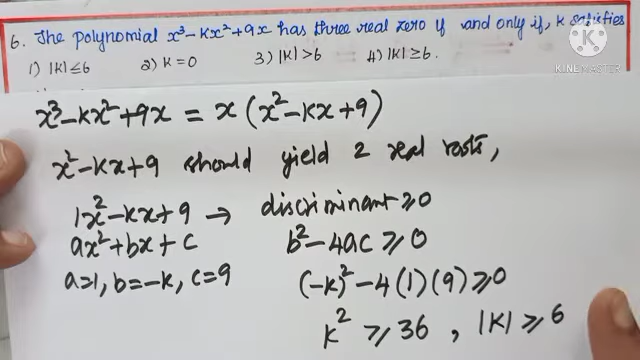 6. The polynomial x³-kx²+9x has three real zero if and only if, k satisfies
1) |k|≤6 2) k=0 3) |k|>6 4) |k|≥6.
KINEMASTER
x³-kx²+9x = x(x²-kx+9)
x²-kx+9 should yield 2 real roots,
1x²-kx+9 → discriminant ≥0
ax²+bx+c b²-4ac ≥0
a=1, b=-k, c=9 (-k)²-4(1)(9)≥0
k² ≥36, |k|≥6